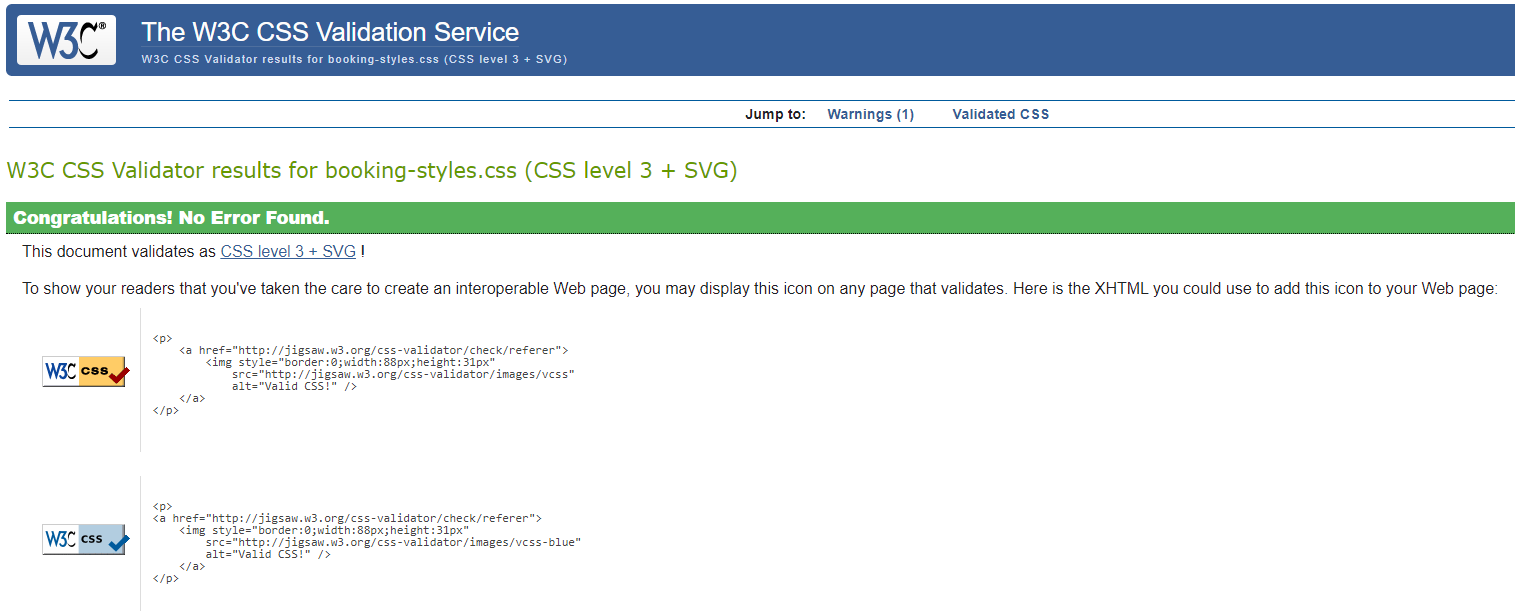 W3C®
The W3C CSS Validation Service
W3C CSS Validator results for booking-styles.css (CSS level 3 + SVG)
Jump to: Warnings (1) Validated CSS
W3C CSS Validator results for booking-styles.css (CSS level 3 + SVG)
Congratulations! No Error Found.
This document validates as CSS level 3 + SVG !
To show your readers that you've taken the care to create an interoperable Web page, you may display this icon on any page that validates. Here is the XHTML you could use to add this icon to your Web page:
W3C css
<p>
    <a href="http://jigsaw.w3.org/css-validator/check/referer">
        <img style="border:0;width:88px;height:31px"
            src="http://jigsaw.w3.org/css-validator/images/vcss"
            alt="Valid CSS!" />
    </a>
</p>
W3C css
<p>
<a href="http://jigsaw.w3.org/css-validator/check/referer">
    <img style="border:0;width:88px;height:31px"
        src="http://jigsaw.w3.org/css-validator/images/vcss-blue"
        alt="Valid CSS!" />
    </a>
</p>